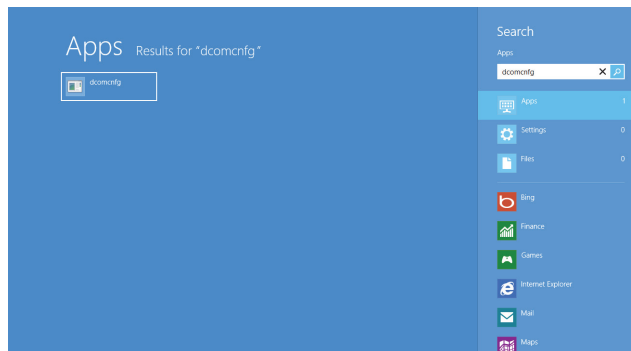 Apps Results for "dcomcnfg"
dcomcnfg
Search
Apps
dcomcnfg
Apps 1
Settings 0
Files 0
Bing
Finance
Games
Internet Explorer
Mail
Maps